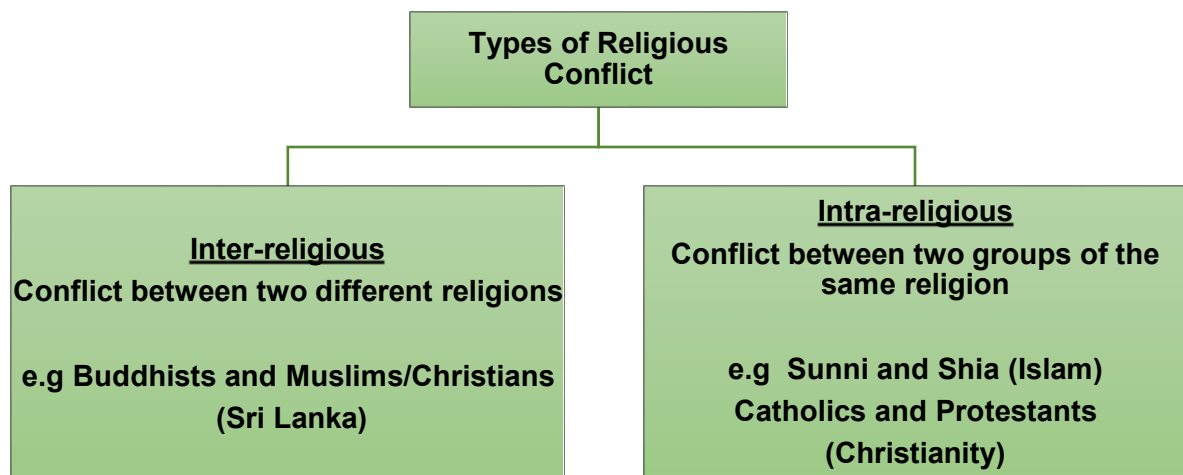 Types of Religious
Conflict
Inter-religious
Conflict between two different religions
e.g Buddhists and Muslims/Christians
(Sri Lanka)
Intra-religious
Conflict between two groups of the
same religion
e.g  Sunni and Shia (Islam)
Catholics and Protestants
(Christianity)